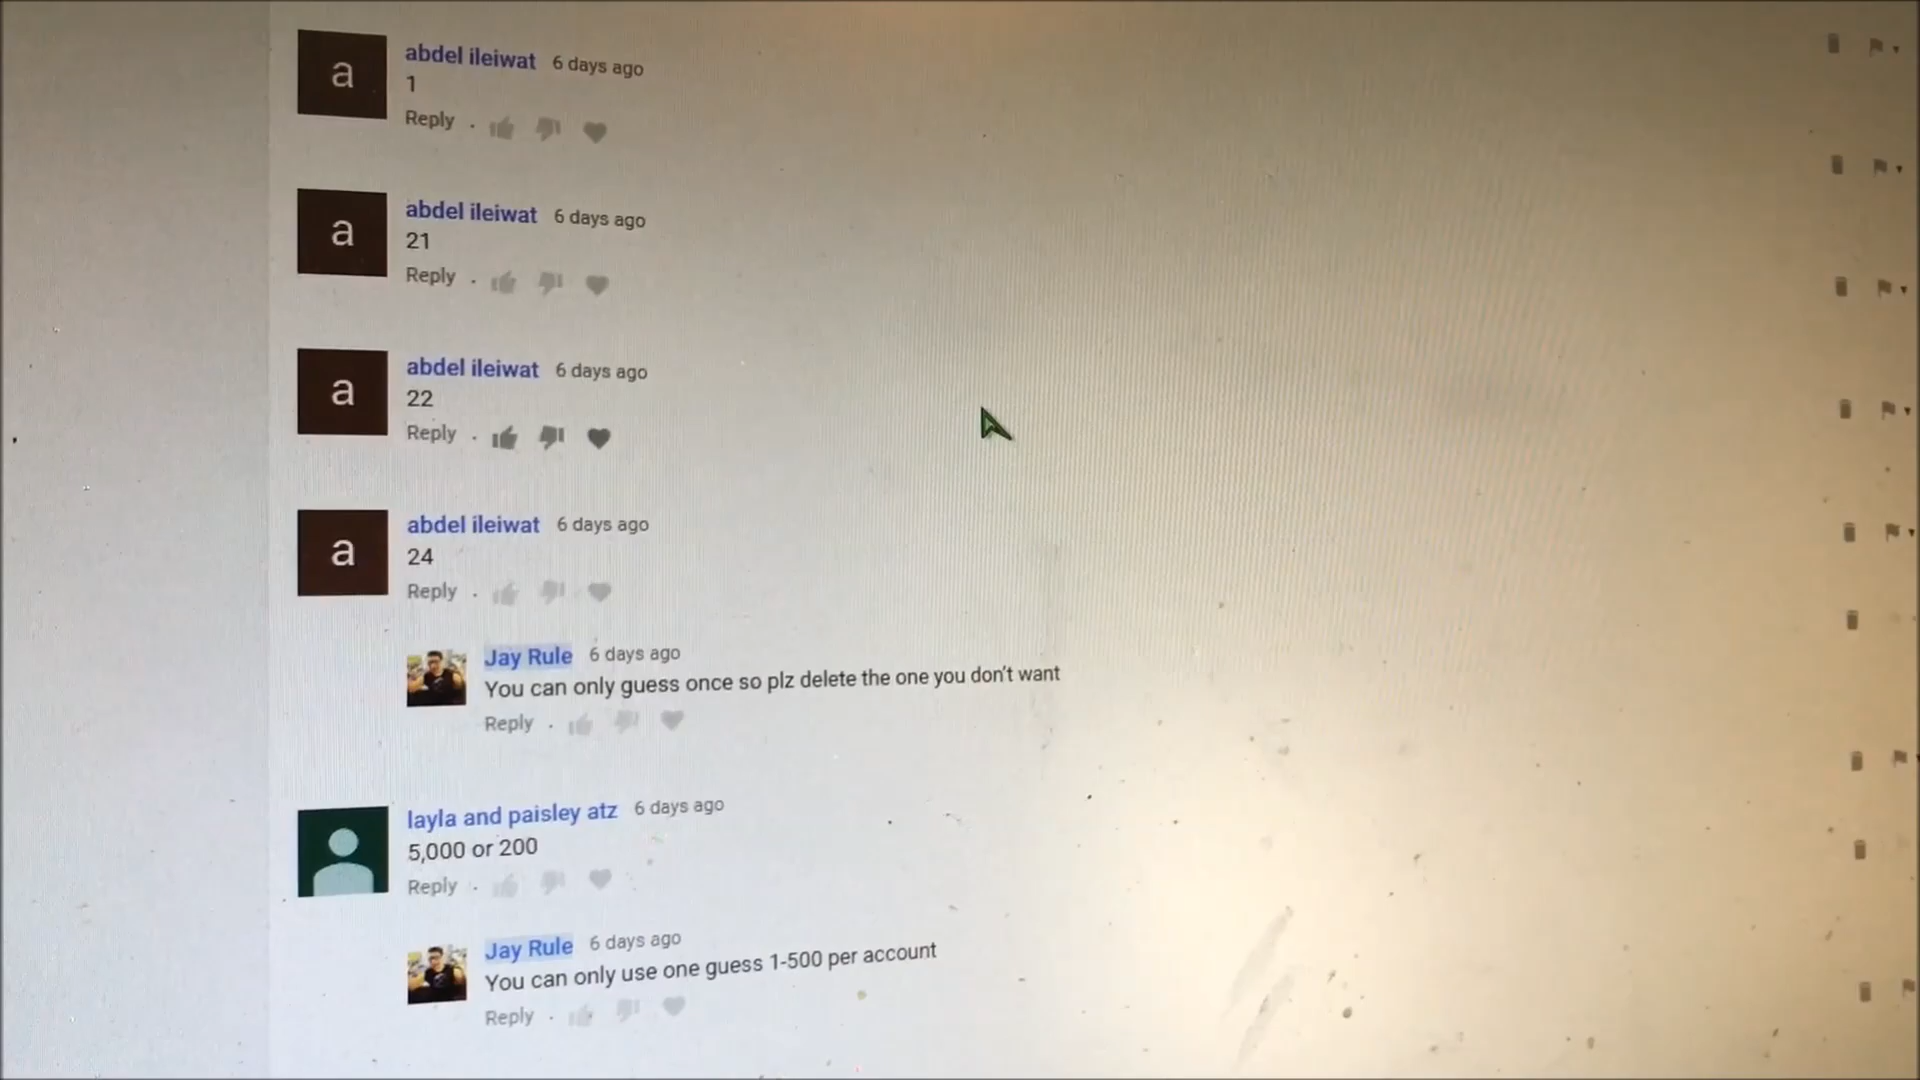 a
abdel ileiwat 6 days ago
1
Reply
a
abdel ileiwat 6 days ago
21
Reply
a
abdel ileiwat 6 days ago
22
Reply
a
abdel ileiwat 6 days ago
24
Reply
Jay Rule 6 days ago
You can only guess once so plz delete the one you don't want
Reply
layla and paisley atz 6 days ago
5,000 or 200
Reply
Jay Rule 6 days ago
You can only use one guess 1-500 per account
Reply